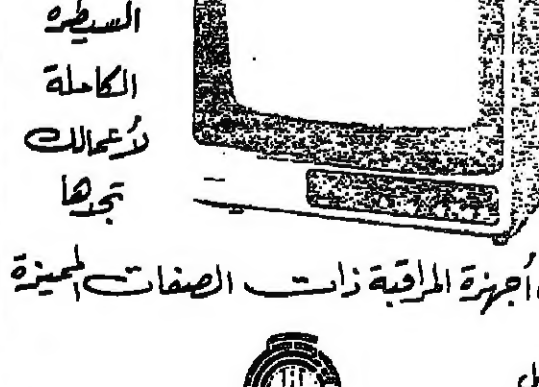 السيطرة
الكاملة
لأعمالك
تجدها
أجهزة المراقبة ذات الصفات المميزة